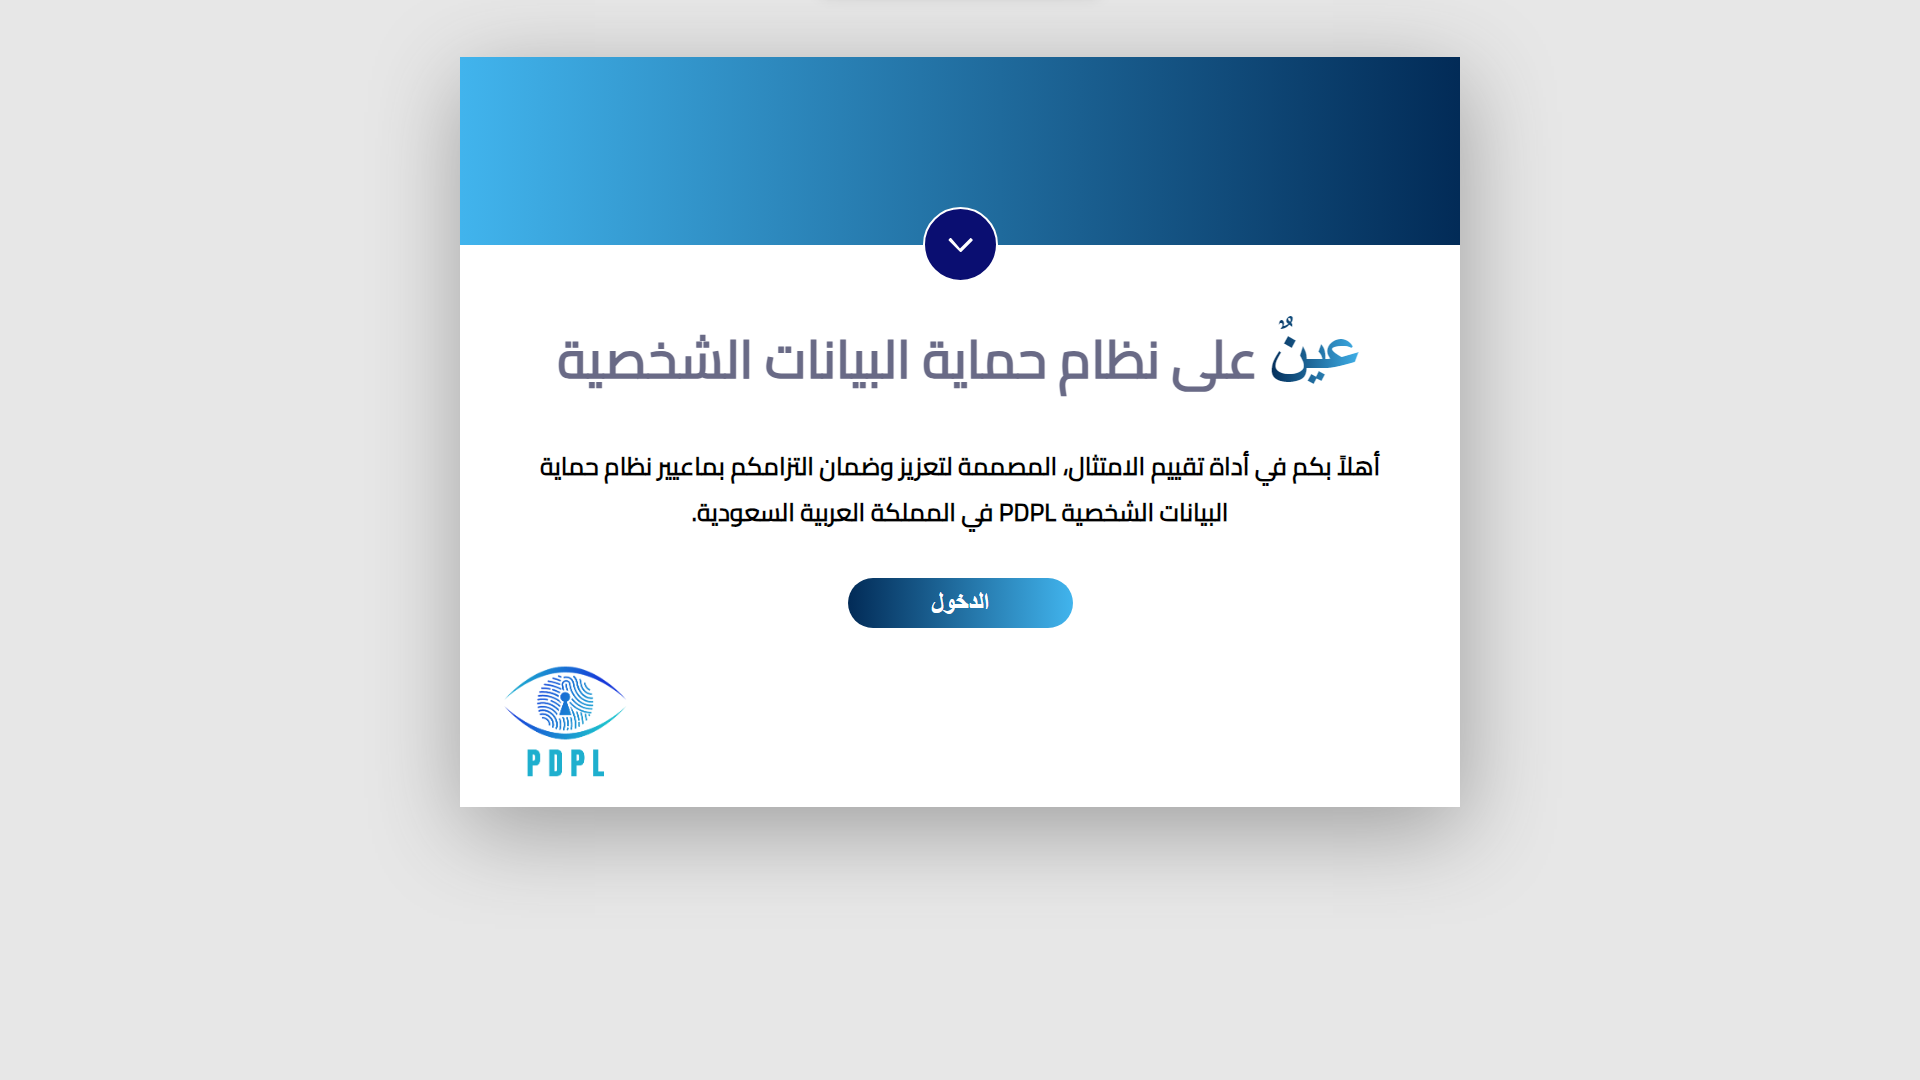 عينٌ على نظام حماية البيانات الشخصية
أهلاً بكم في أداة تقييم الامتثال، المصممة لتعزيز وضمان التزامكم بماعيير نظام حماية
البيانات الشخصية PDPL في المملكة العربية السعودية.
الدخول
PDPL